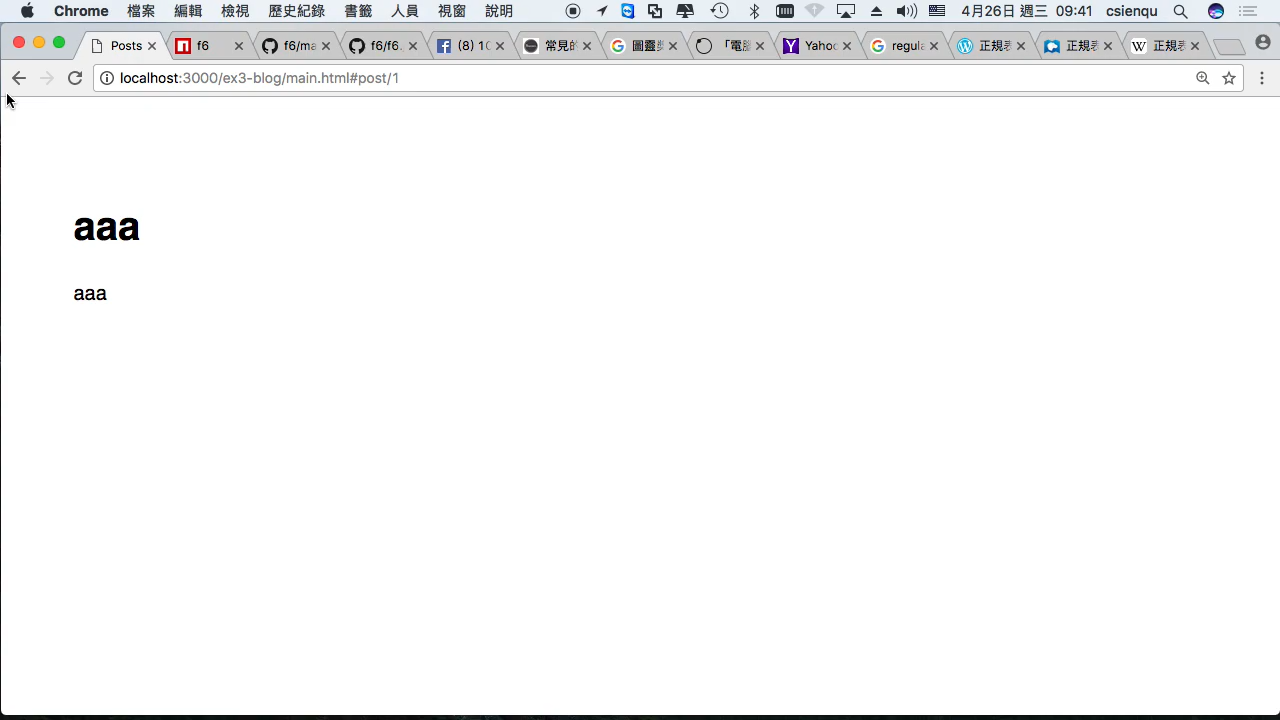 Chrome 檔案 編輯 檢視 歷史紀錄 書籤 人員 視窗 說明 4月26日 週三 09:41 csienqu
Posts f6 f6/ma f6/f6. (8) 10 常見的 圖靈 「電腦 Yahoo regula 正規表 正規表 正規表
localhost:3000/ex3-blog/main.html#post/1
aaa
aaa